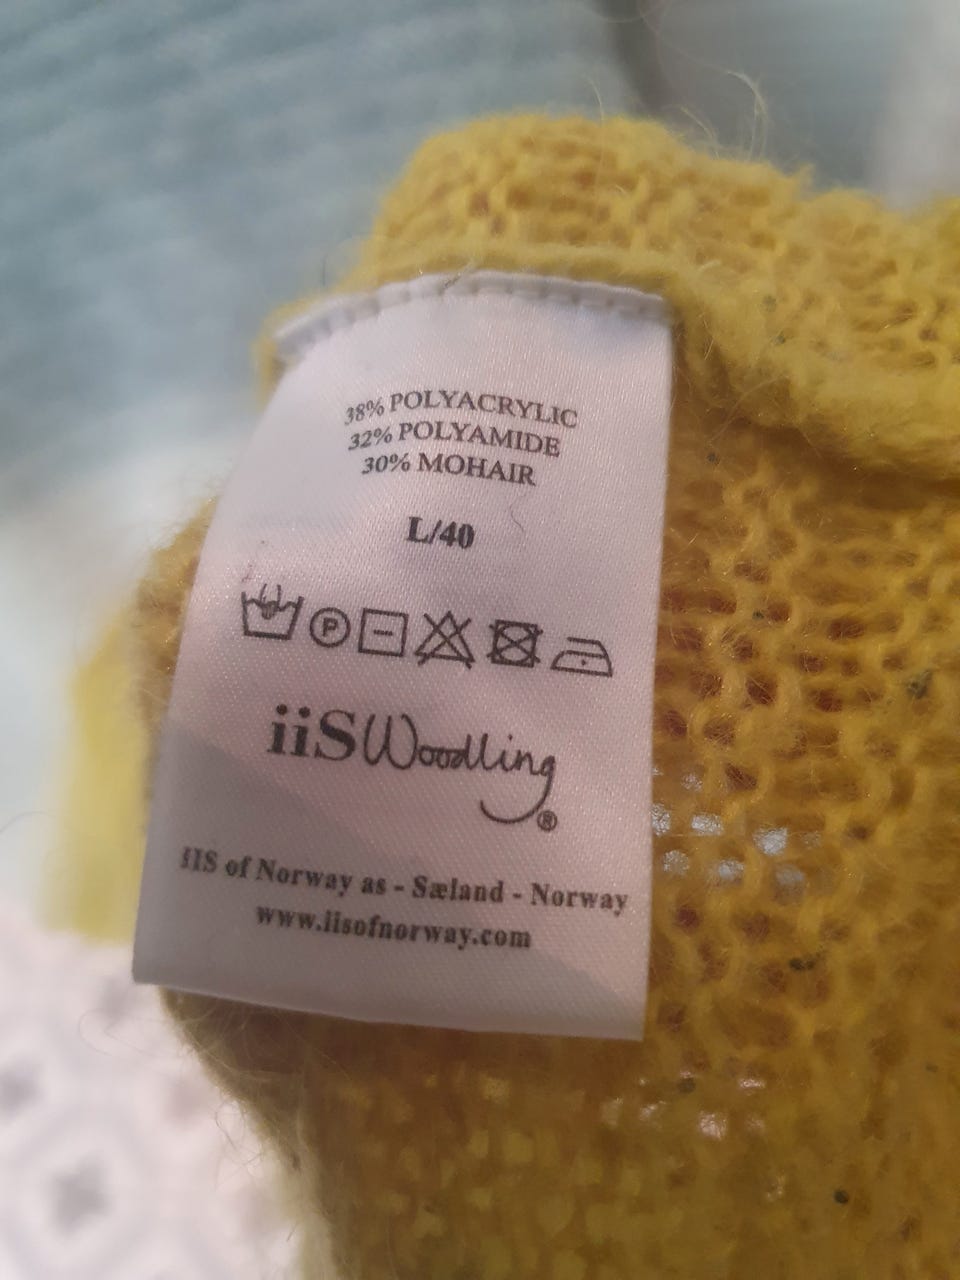 38% POLYACRYLIC
32% POLYAMIDE
30% MOHAIR
L/40
P
iiS Woodling®
IIS of Norway as - Sæland - Norway
www.iisofnorway.com